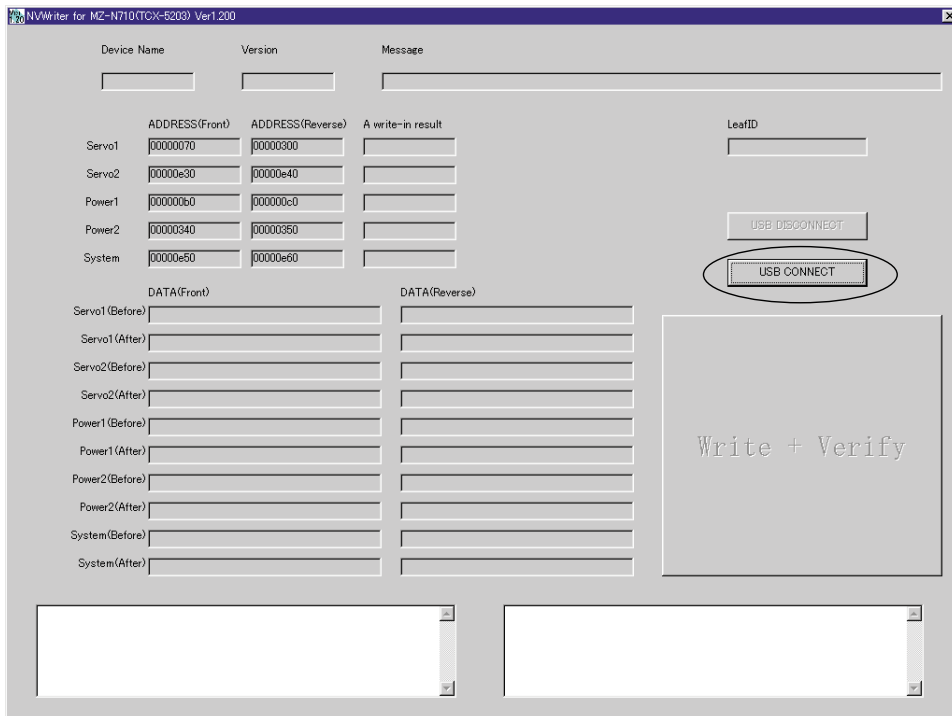 NVWriter for MZ-N710(TCX-5203) Ver1.200
Device Name Version Message
ADDRESS(Front) ADDRESS(Reverse) A write-in result LeafID
Servo1 00000070 00000300
Servo2 00000e30 00000e40
Power1 000000b0 000000c0
Power2 00000340 00000350
USB DISCONNECT
System 00000e50 00000e60
USB CONNECT
DATA(Front) DATA(Reverse)
Servo1(Before)
Servo1(After)
Servo2(Before)
Servo2(After)
Power1(Before)
Power1(After)
Write + Verify
Power2(Before)
Power2(After)
System(Before)
System(After)